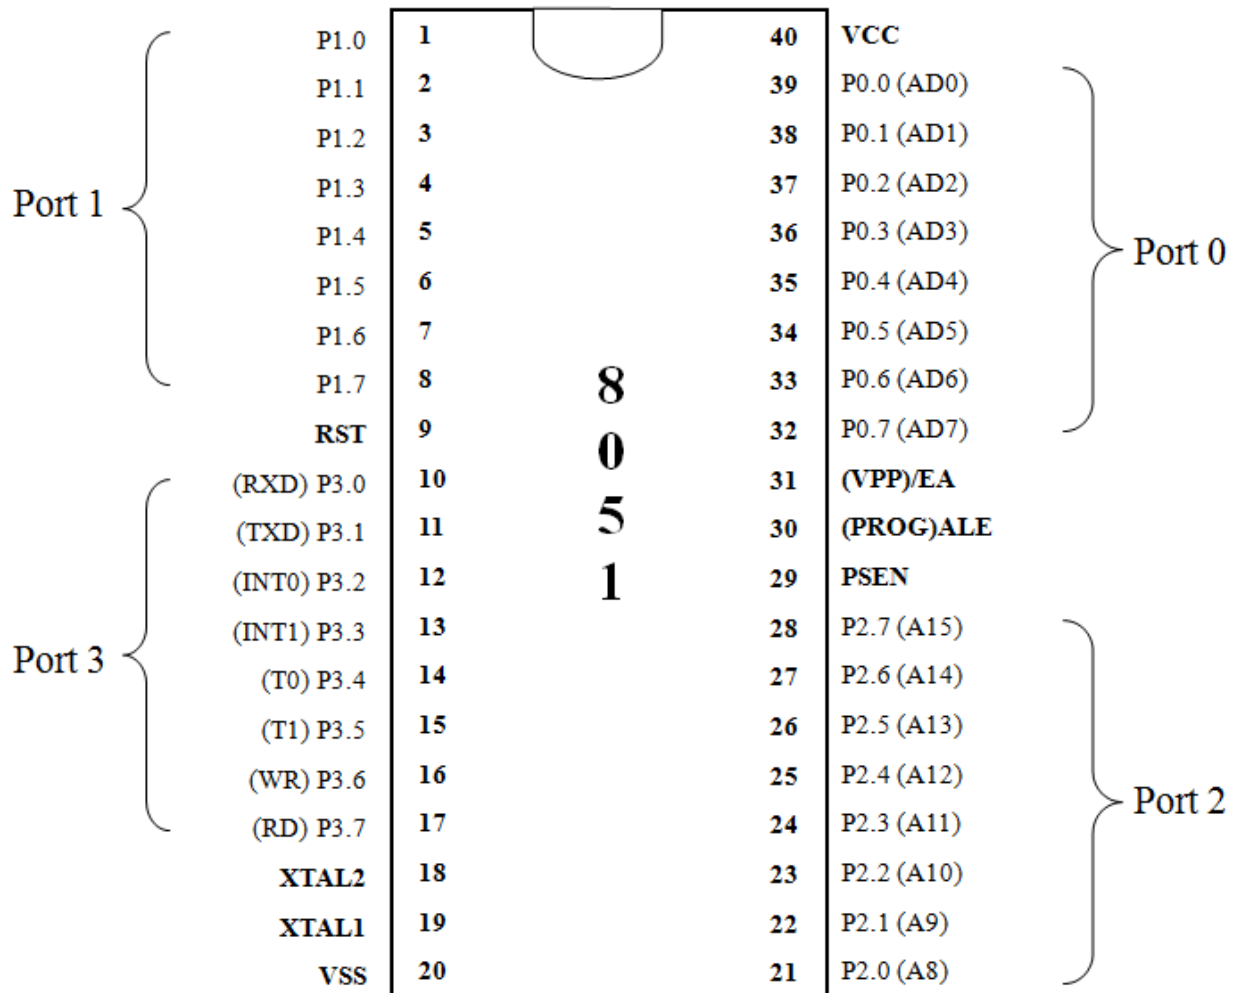 P1.0 1 40 VCC
P1.1 2 39 P0.0 (AD0)
P1.2 3 38 P0.1 (AD1)
P1.3 4 37 P0.2 (AD2)
Port 1
P1.4 5 36 P0.3 (AD3)
Port 0
P1.5 6 35 P0.4 (AD4)
P1.6 7 34 P0.5 (AD5)
P1.7 8 33 P0.6 (AD6)
RST 9 32 P0.7 (AD7)
(RXD) P3.0 10 31 (VPP)/EA
(TXD) P3.1 11 30 (PROG)ALE
(INT0) P3.2 12 29 PSEN
8
0
5
1
(INT1) P3.3 13 28 P2.7 (A15)
Port 3
(T0) P3.4 14 27 P2.6 (A14)
(T1) P3.5 15 26 P2.5 (A13)
(WR) P3.6 16 25 P2.4 (A12)
Port 2
(RD) P3.7 17 24 P2.3 (A11)
XTAL2 18 23 P2.2 (A10)
XTAL1 19 22 P2.1 (A9)
VSS 20 21 P2.0 (A8)